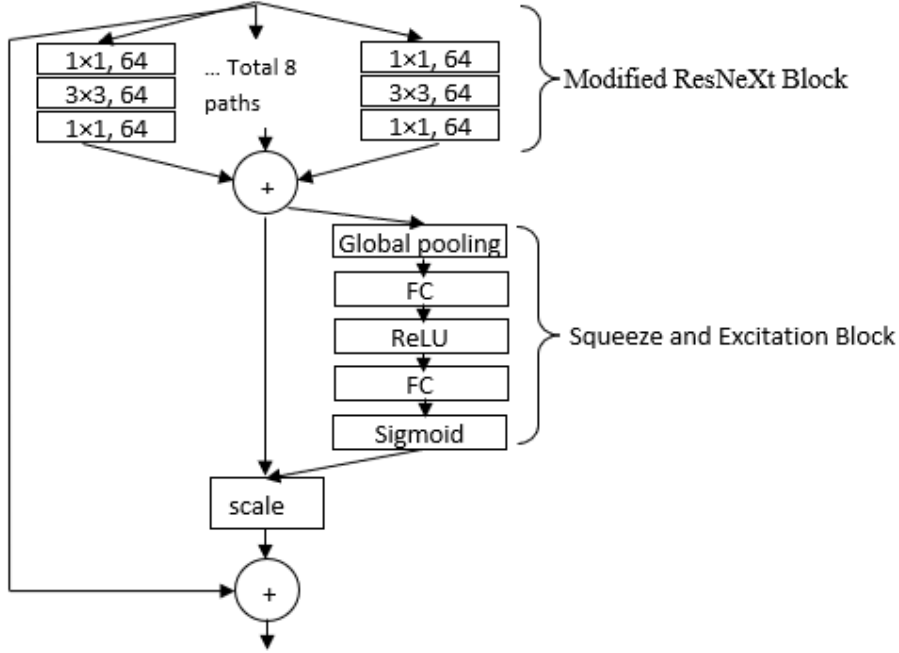 1×1, 64
3×3, 64
1×1, 64
... Total 8
paths
1×1, 64
3×3, 64
1×1, 64
Modified ResNeXt Block
+
Global pooling
FC
ReLU
FC
Sigmoid
Squeeze and Excitation Block
scale
+